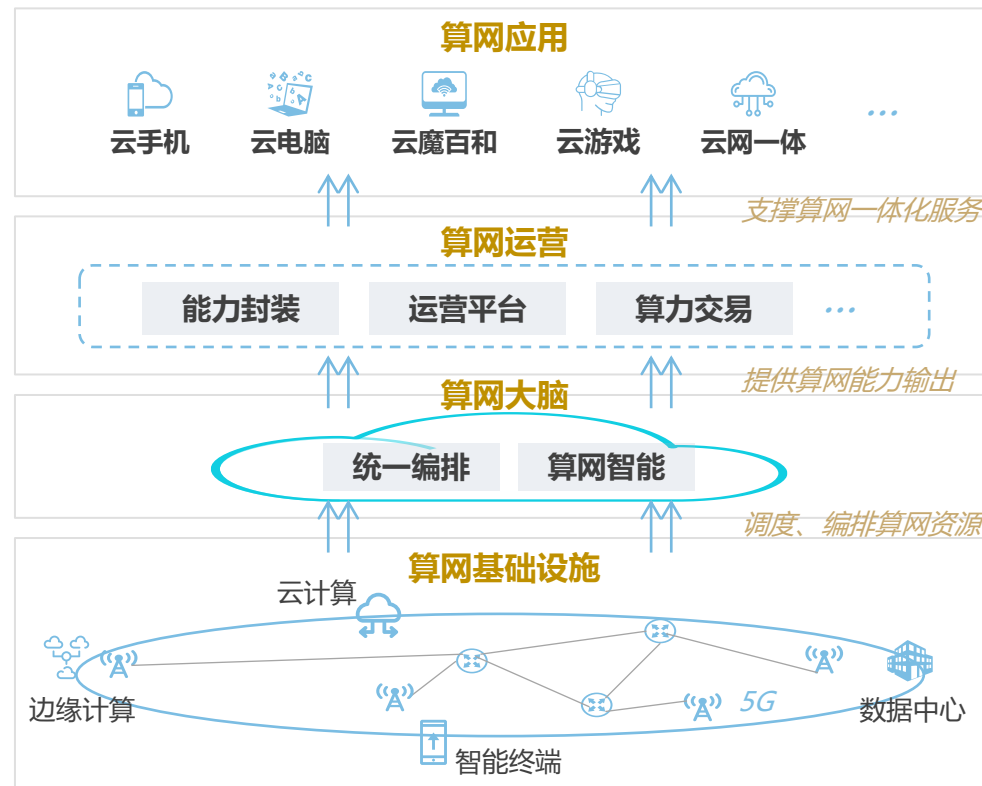 算网应用
云手机 云电脑 云魔百和 云游戏 云网一体 ...
支撑算网一体化服务
算网运营
能力封装 运营平台 算力交易 ...
提供算网能力输出
算网大脑
统一编排 算网智能
调度、编排算网资源
算网基础设施
云计算
边缘计算
5G
数据中心
智能终端